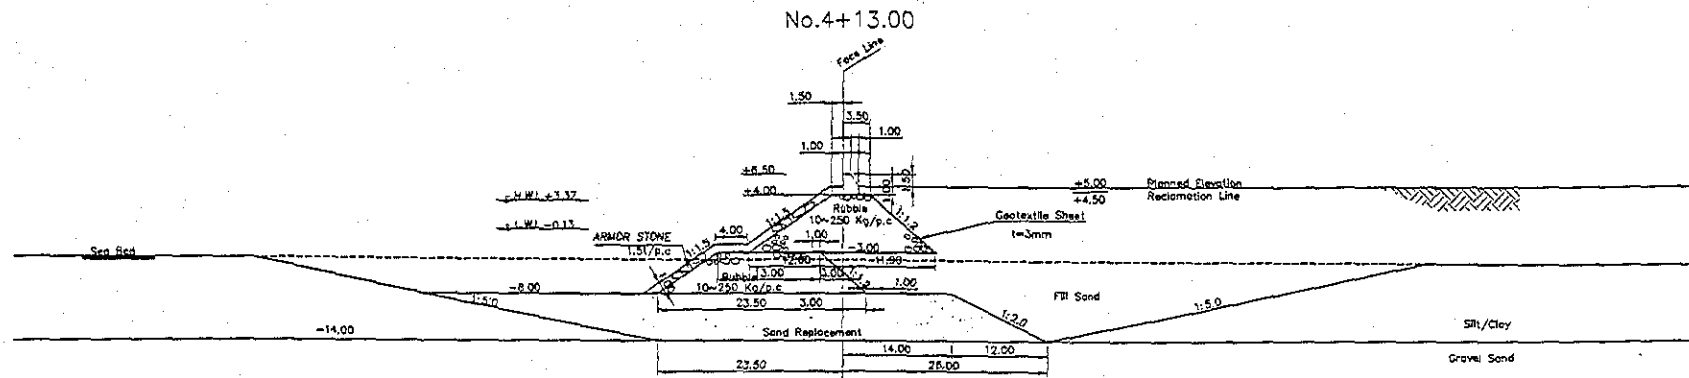 No.4+13.00
Face Line
1.50
3.50
1.00
1.00
+6.50
+4.00
1.00
1.50
+5.00 Planned Elevation
+4.50 Reclamation Line
H.W.L +3.37
L.W.L -0.13
Rubble
10~250 Kg/p.c
1:1.5
1:1.2
Geotextile Sheet
t=3mm
ARMOR STONE
1.5t/p.c
4.00
1:1.5
1.00
-3.00
Sea Bed
Rubble
3.00
3.00
10~250 Kg/p.c
1.00
-8.00
23.50
3.00
Fill Sand
1:5.0
1:2.0
1:5.0
-14.00
Sand Replacement
Silt/Clay
14.00
12.00
Gravel Sand
23.50
26.00